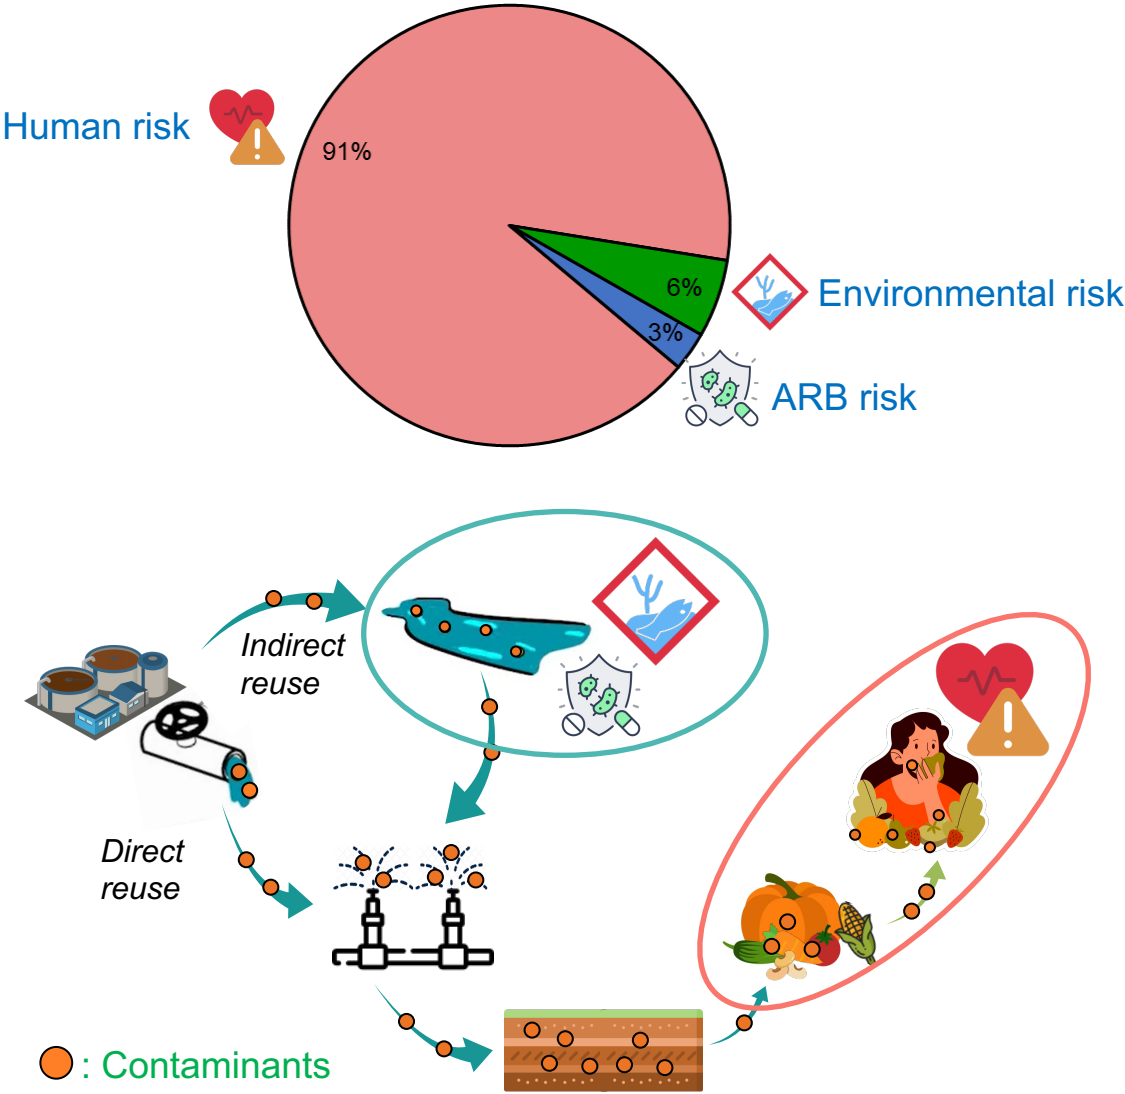 Human risk
91%
6%
Environmental risk
3%
ARB risk
Indirect
reuse
Direct
reuse
: Contaminants